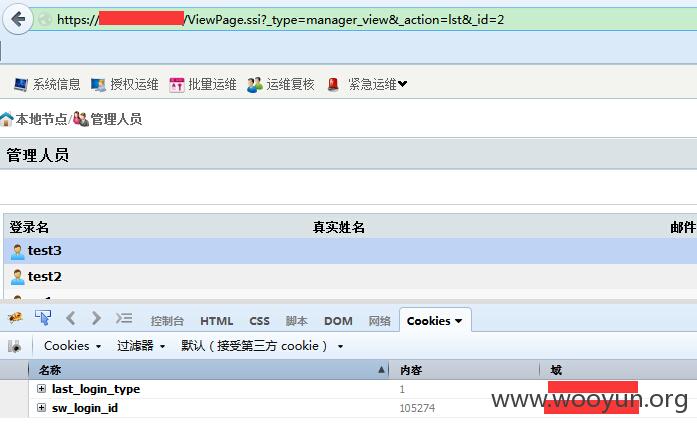 https:// /ViewPage.ssi?_type=manager_view&_action=lst&_id=2
系统信息 授权运维 批量运维 运维复核 紧急运维
本地节点/管理人员
管理人员
登录名 真实姓名 邮件
test3
test2
控制台 HTML CSS 脚本 DOM 网络 Cookies
Cookies 过滤器 默认（接受第三方 cookie）
名称 内容 域
last_login_type 1
sw_login_id 105274
www.wooyun.org